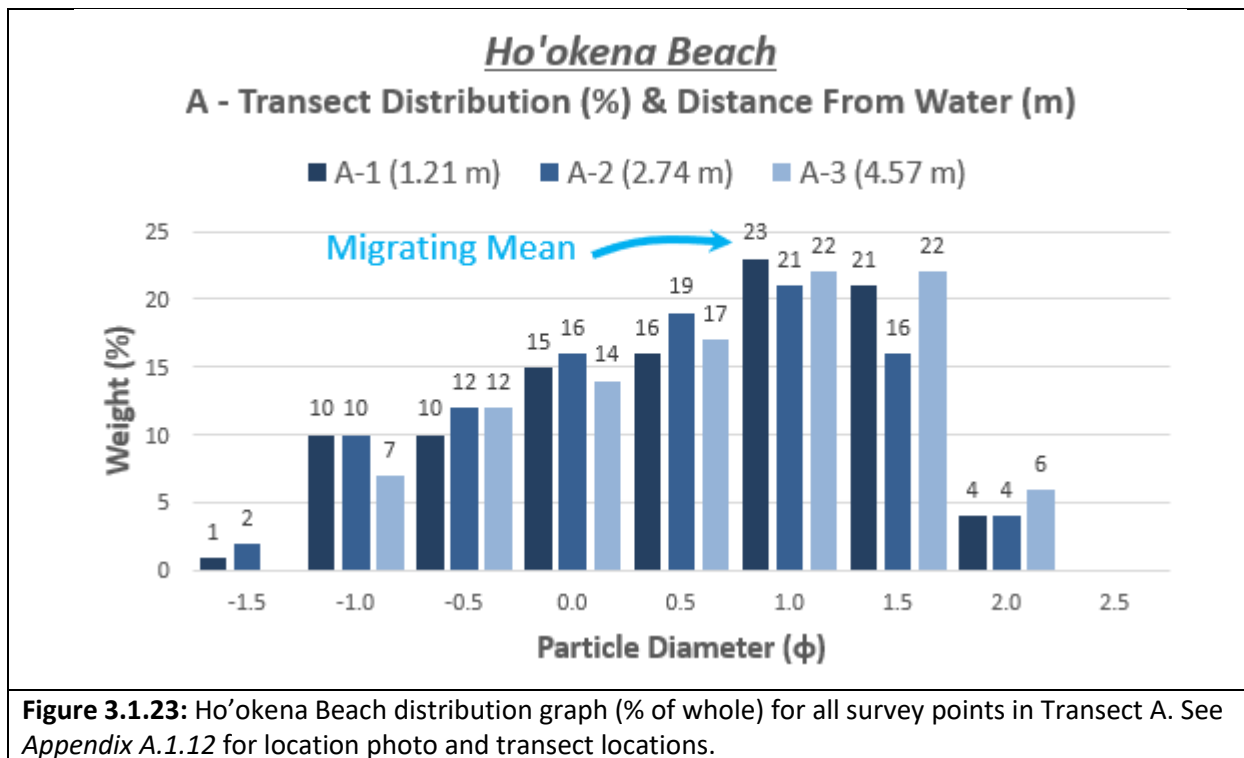 Ho'okena Beach
A - Transect Distribution (%) & Distance From Water (m)
A-1 (1.21 m) A-2 (2.74 m) A-3 (4.57 m)
Migrating Mean
Weight (%)
25
20
15
10
5
0
1 2
10 10 7
10 12 12
15 16 14
16 19 17
23 21 22
21 16 22
4 4 6
-1.5 -1.0 -0.5 0.0 0.5 1.0 1.5 2.0 2.5
Particle Diameter (ϕ)
Figure 3.1.23: Ho’okena Beach distribution graph (% of whole) for all survey points in Transect A. See
Appendix A.1.12 for location photo and transect locations.